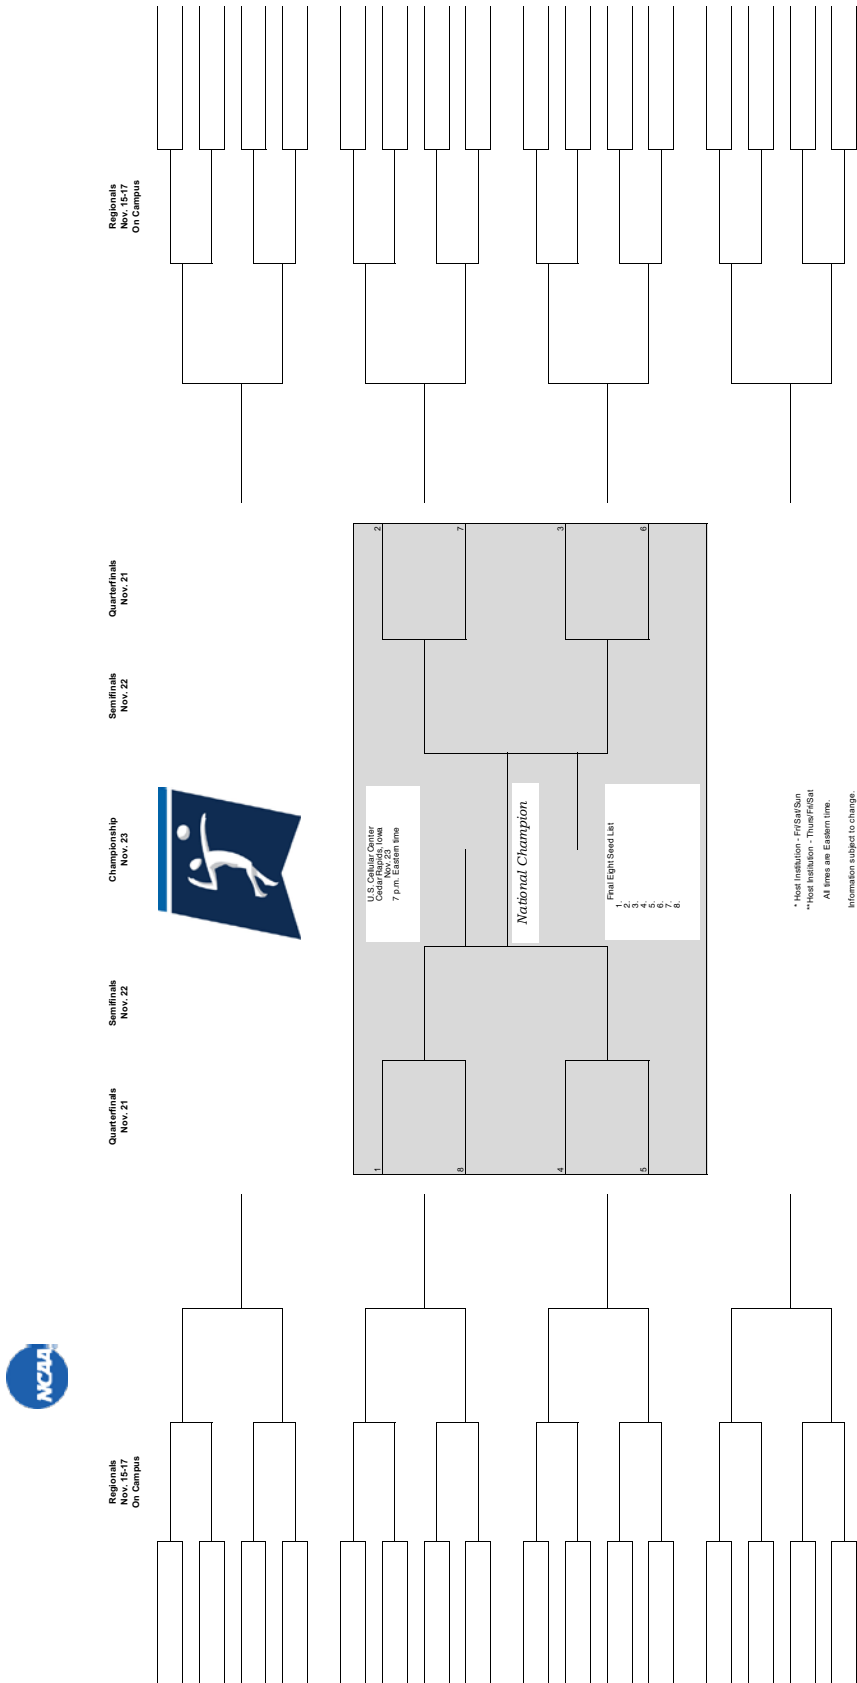 NCAA
Regionals
Nov. 15-17
On Campus
Quarterfinals
Nov. 21
Semifinals
Nov. 22
Championship
Nov. 23
Semifinals
Nov. 22
Quarterfinals
Nov. 21
Regionals
Nov. 15-17
On Campus
1
8
4
5
U.S. Cellular Center
Cedar Rapids, Iowa
Nov. 23
7 p.m. Eastern time
National Champion
Final Eight Seed List
1.
2.
3.
4.
5.
6.
7.
8.
2
7
3
6
* Host Institution - Fri/Sat/Sun
**Host Institution - Thurs/Fri/Sat
All times are Eastern time.
Information subject to change.